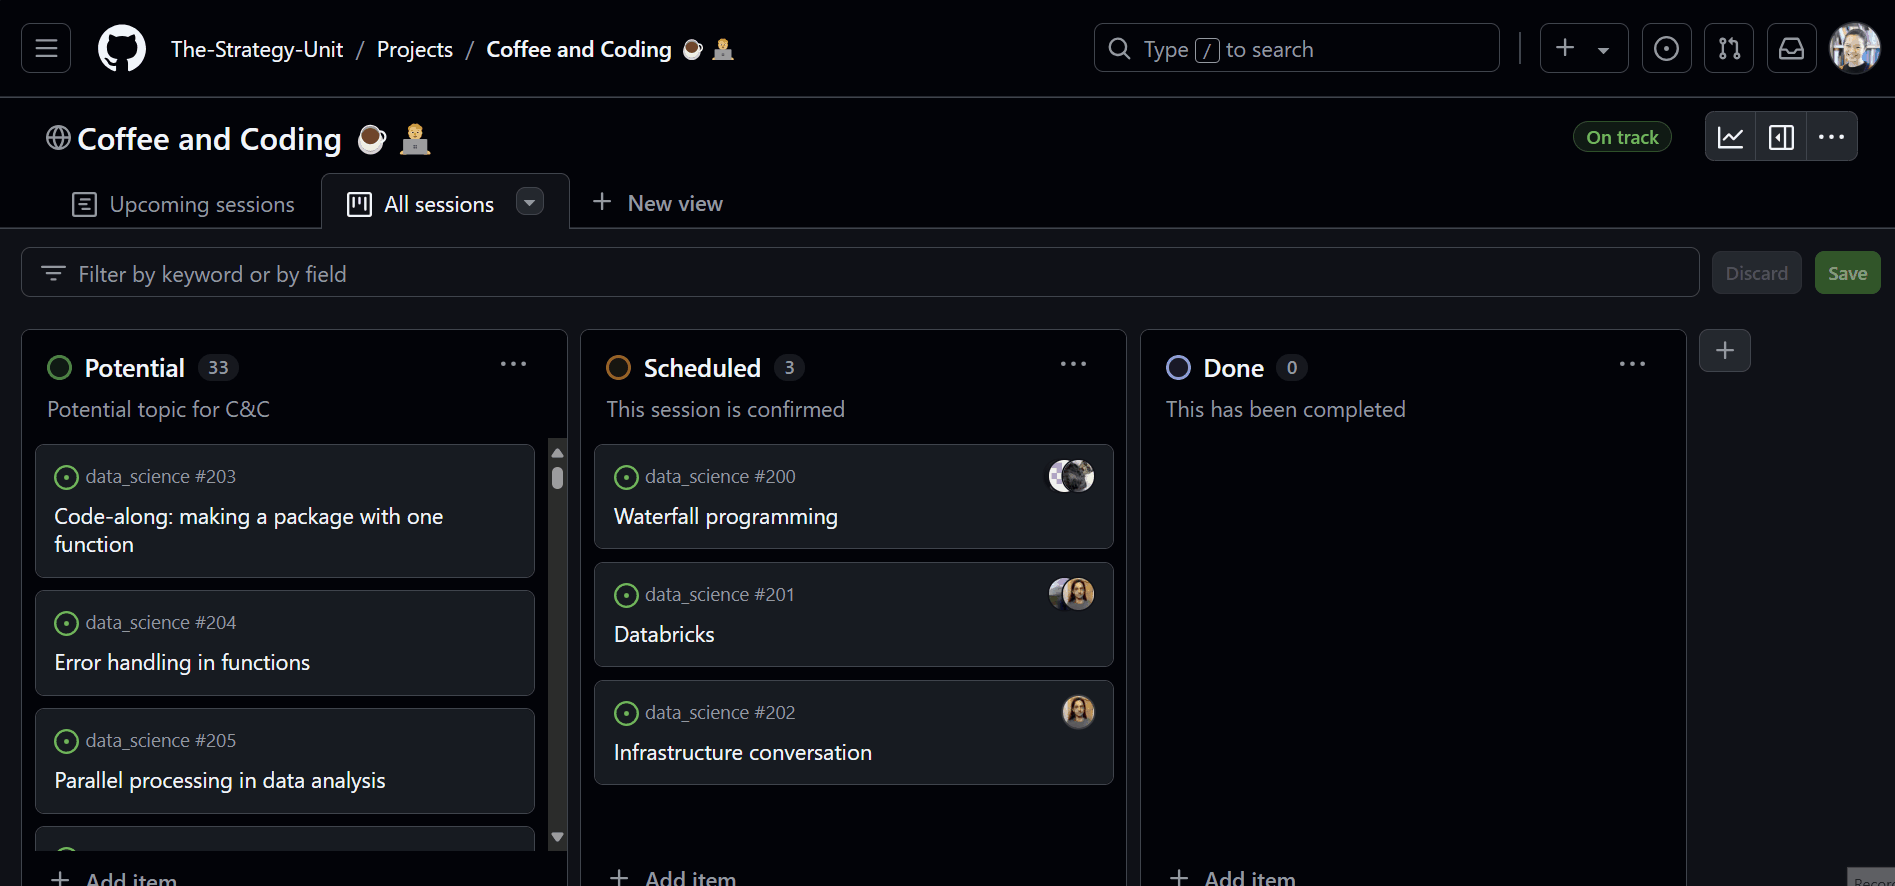 The-Strategy-Unit / Projects / Coffee and Coding
Type / to search
Coffee and Coding
On track
Upcoming sessions
All sessions
New view
Filter by keyword or by field
Discard
Save
Potential 33
Potential topic for C&C
data_science #203
Code-along: making a package with one
function
data_science #204
Error handling in functions
data_science #205
Parallel processing in data analysis
Add item
Scheduled 3
This session is confirmed
data_science #200
Waterfall programming
data_science #201
Databricks
data_science #202
Infrastructure conversation
Add item
Done 0
This has been completed
Add item